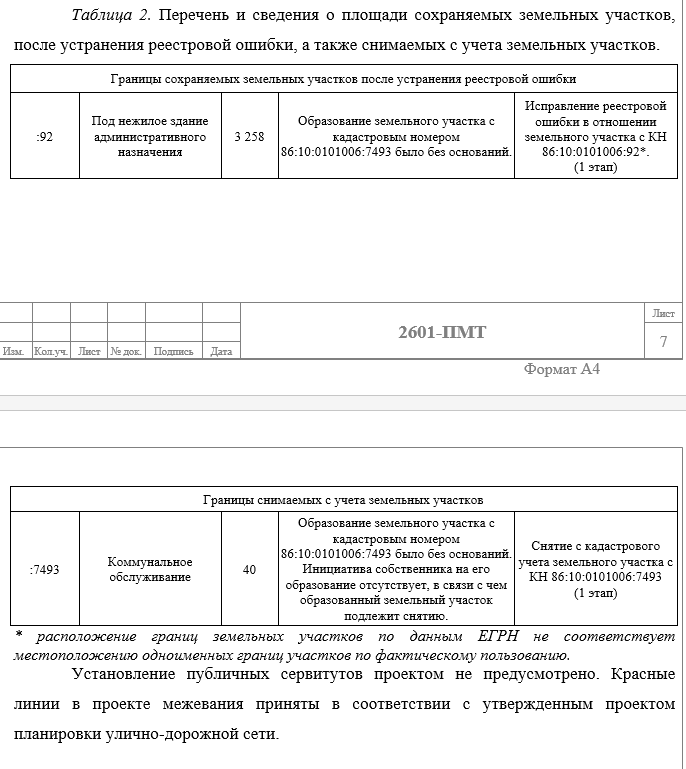 Таблица 2. Перечень и сведения о площади сохраняемых земельных участков,
после устранения реестровой ошибки, а также снимаемых с учета земельных участков.
Границы сохраняемых земельных участков после устранения реестровой ошибки
:92
Под нежилое здание
административного
назначения
3 258
Образование земельного участка с
кадастровым номером
86:10:0101006:7493 было без оснований.
Исправление реестровой
ошибки в отношении
земельного участка с КН
86:10:0101006:92*.
(1 этап)
Изм.
Кол.уч.
Лист
№ док.
Подпись
Дата
2601-ПМТ
Лист
7
Формат А4
Границы снимаемых с учета земельных участков
:7493
Коммунальное
обслуживание
40
Образование земельного участка с
кадастровым номером
86:10:0101006:7493 было без оснований.
Инициатива собственника на его
образование отсутствует, в связи с чем
образованный земельный участок
подлежит снятию.
Снятие с кадастрового
учета земельного участка с
КН 86:10:0101006:7493
(1 этап)
* расположение границ земельных участков по данным ЕГРН не соответствует
местоположению одноименных границ участков по фактическому пользованию.
Установление публичных сервитутов проектом не предусмотрено. Красные
линии в проекте межевания приняты в соответствии с утвержденным проектом
планировки улично-дорожной сети.